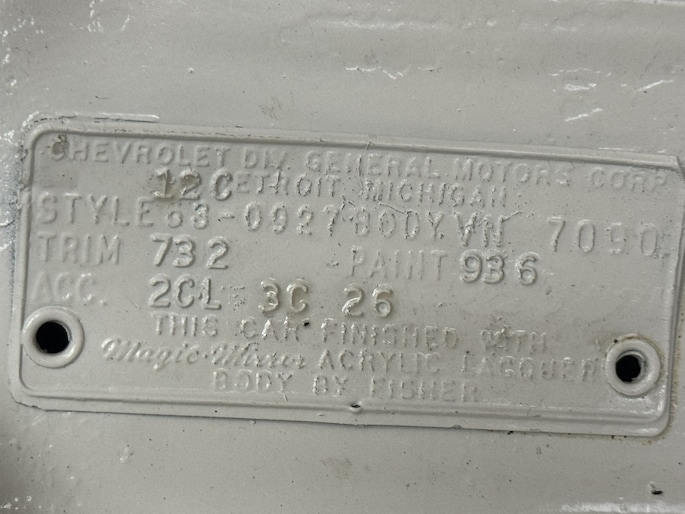 CHEVROLET DIV. GENERAL MOTORS CORP.
12C DETROIT, MICHIGAN
STYLE 63-0927 BODY VN 7090
TRIM 732 PAINT 936
ACC. 2CL 3C 26
THIS CAR FINISHED WITH
Magic-Mirror ACRYLIC LACQUER
BODY BY FISHER